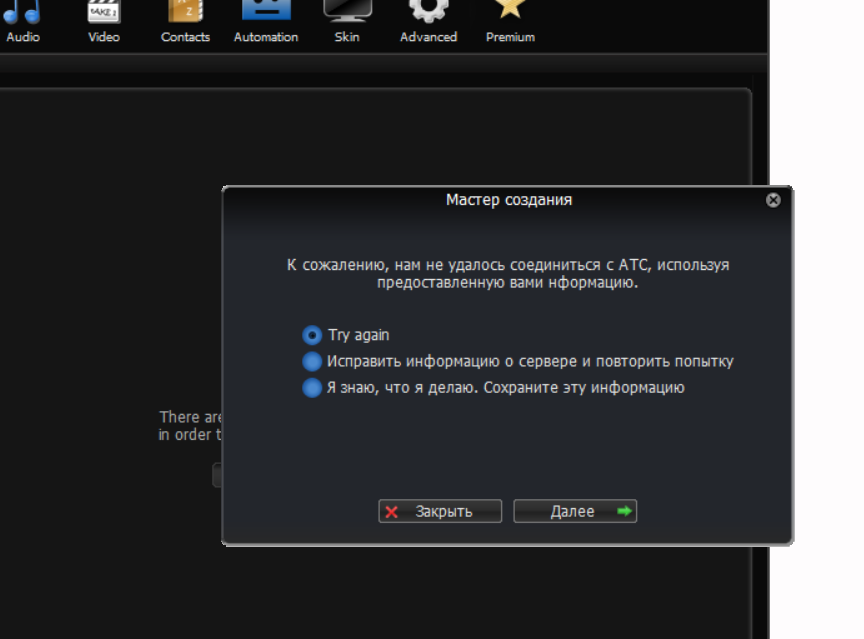 TAKE 1
Z
Audio
Video
Contacts
Automation
Skin
Advanced
Premium
Мастер создания
К сожалению, нам не удалось соединиться с АТС, используя
предоставленную вами нформацию.
Try again
Исправить информацию о сервере и повторить попытку
Я знаю, что я делаю. Сохраните эту информацию
There are
in order t
Закрыть
Далее